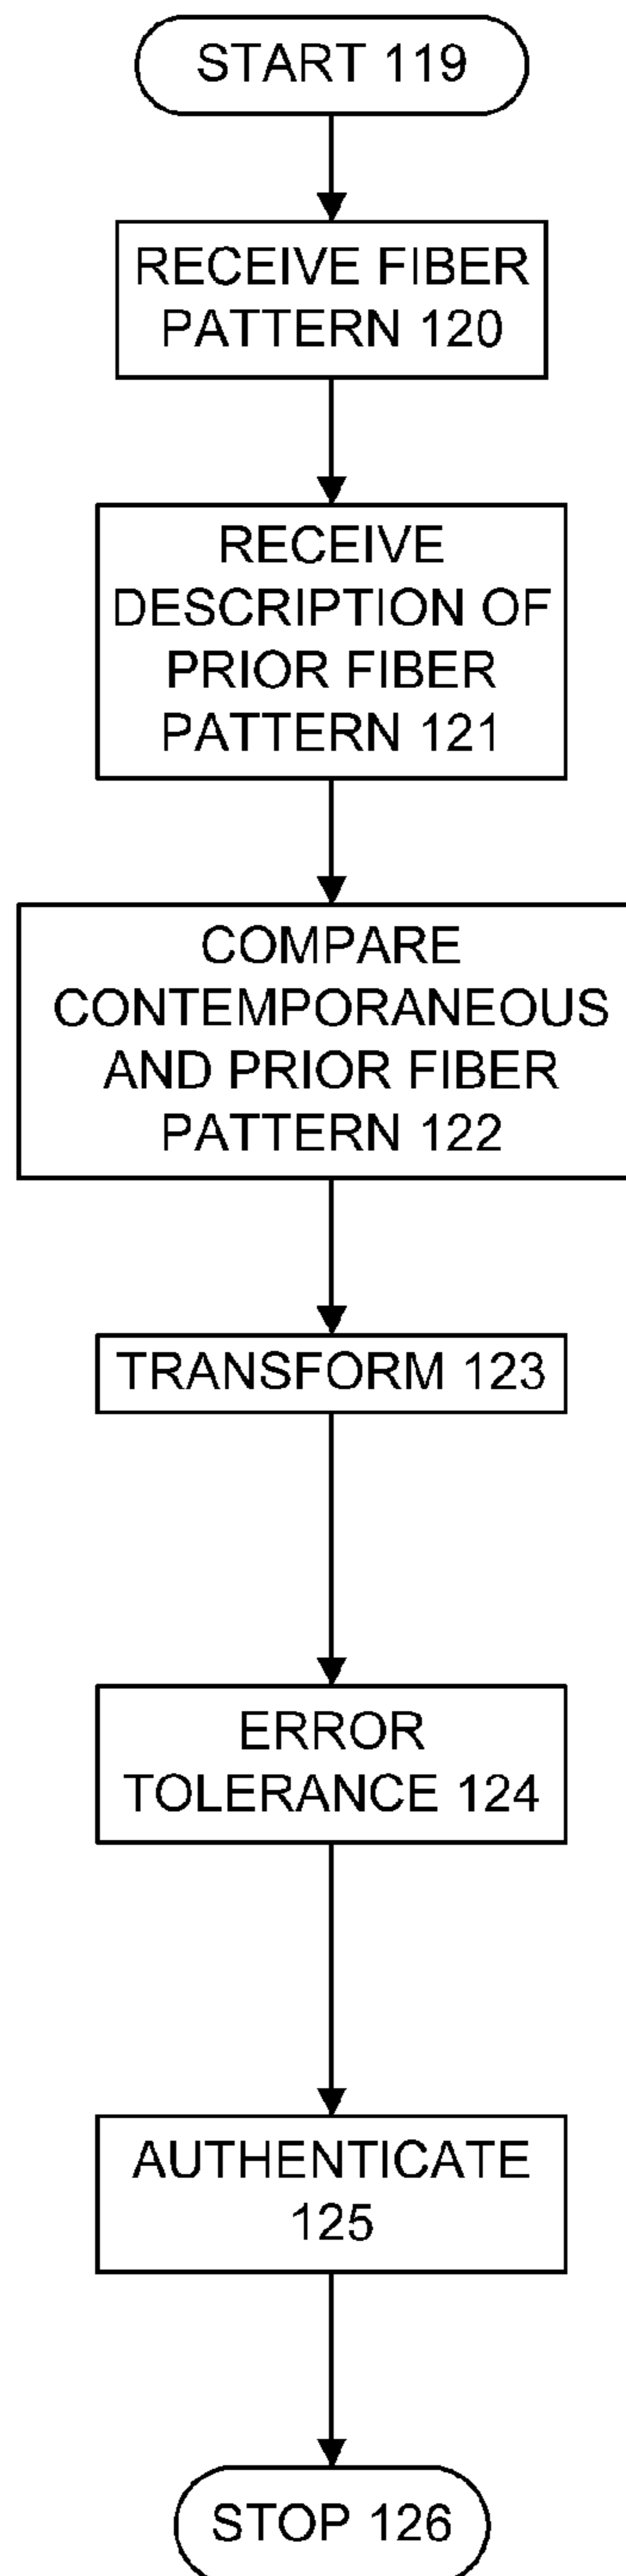 START 119
RECEIVE FIBER
PATTERN 120
RECEIVE
DESCRIPTION OF
PRIOR FIBER
PATTERN 121
COMPARE
CONTEMPORANEOUS
AND PRIOR FIBER
PATTERN 122
TRANSFORM 123
ERROR
TOLERANCE 124
AUTHENTICATE
125
STOP 126